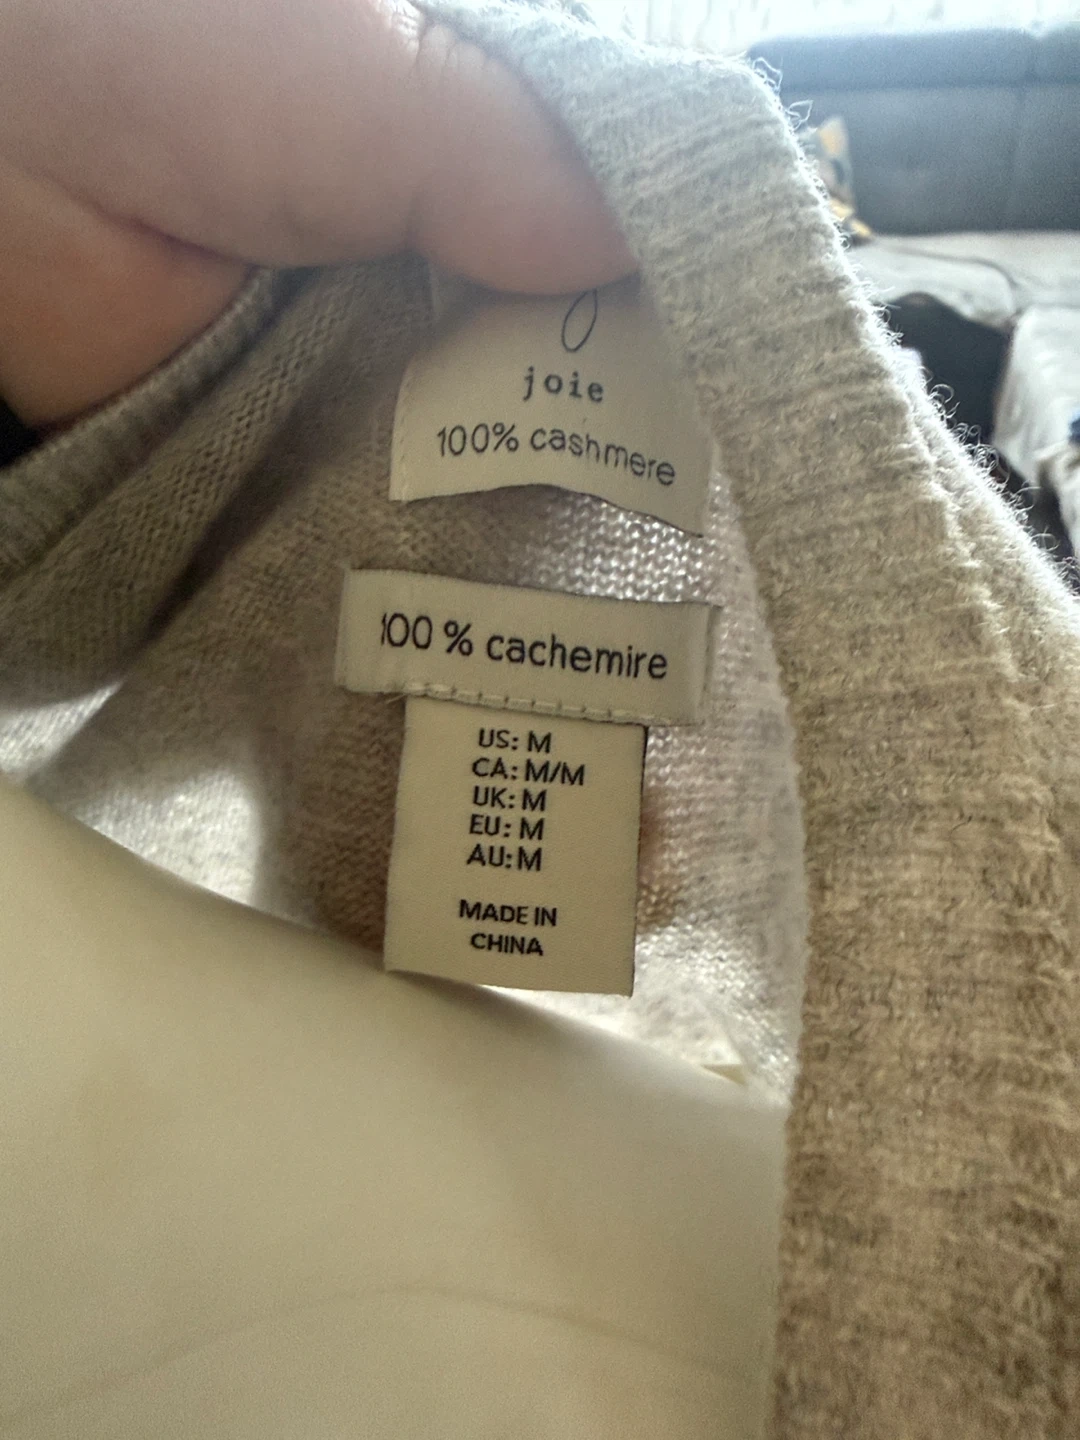 joie
100% cashmere
100 % cachemire
US: M
CA: M/M
UK: M
EU: M
AU: M
MADE IN
CHINA